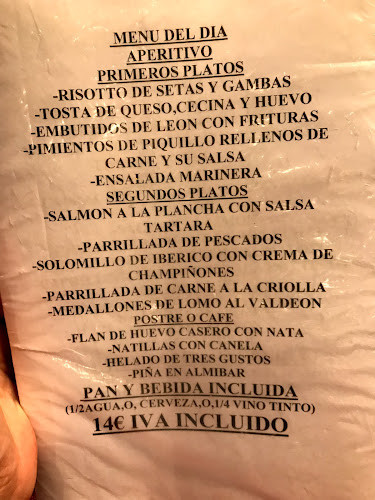 MENU DEL DIA
APERITIVO
PRIMEROS PLATOS
-RISOTTO DE SETAS Y GAMBAS
-TOSTA DE QUESO,CECINA Y HUEVO
-EMBUTIDOS DE LEON CON FRITURAS
-PIMIENTOS DE PIQUILLO RELLENOS DE
CARNE Y SU SALSA
-ENSALADA MARINERA
SEGUNDOS PLATOS
-SALMON A LA PLANCHA CON SALSA
TARTARA
-PARRILLADA DE PESCADOS
-SOLOMILLO DE IBERICO CON CREMA DE
CHAMPIÑONES
-PARRILLADA DE CARNE A LA CRIOLLA
-MEDALLONES DE LOMO AL VALDEON
POSTRE O CAFE
-FLAN DE HUEVO CASERO CON NATA
-NATILLAS CON CANELA
-HELADO DE TRES GUSTOS
-PIÑA EN ALMIBAR
PAN Y BEBIDA INCLUIDA
(1/2AGUA,O, CERVEZA,O,1/4 VINO TINTO)
14€ IVA INCLUIDO